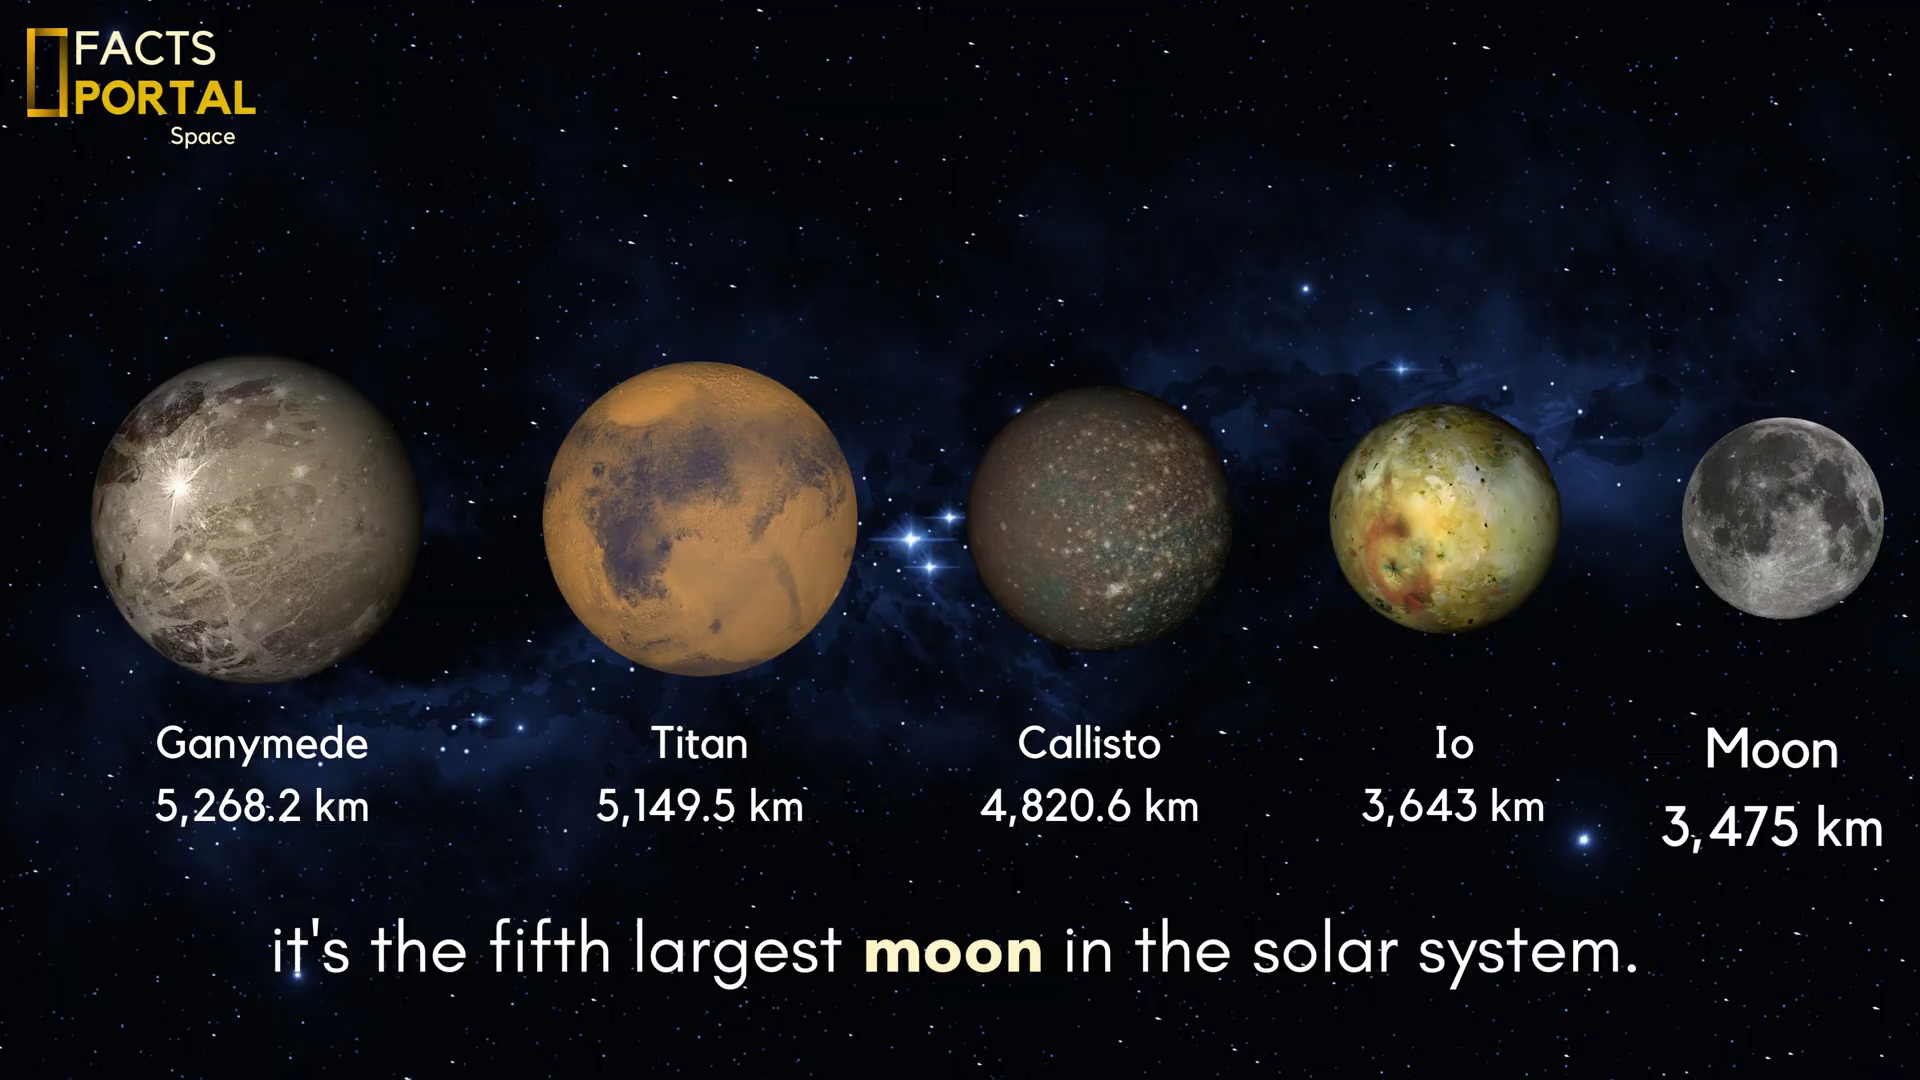 FACTS
PORTAL
Space
Ganymede
5,268.2 km
Titan
5,149.5 km
Callisto
4,820.6 km
Io
3,643 km
Moon
3,475 km
it's the fifth largest moon in the solar system.